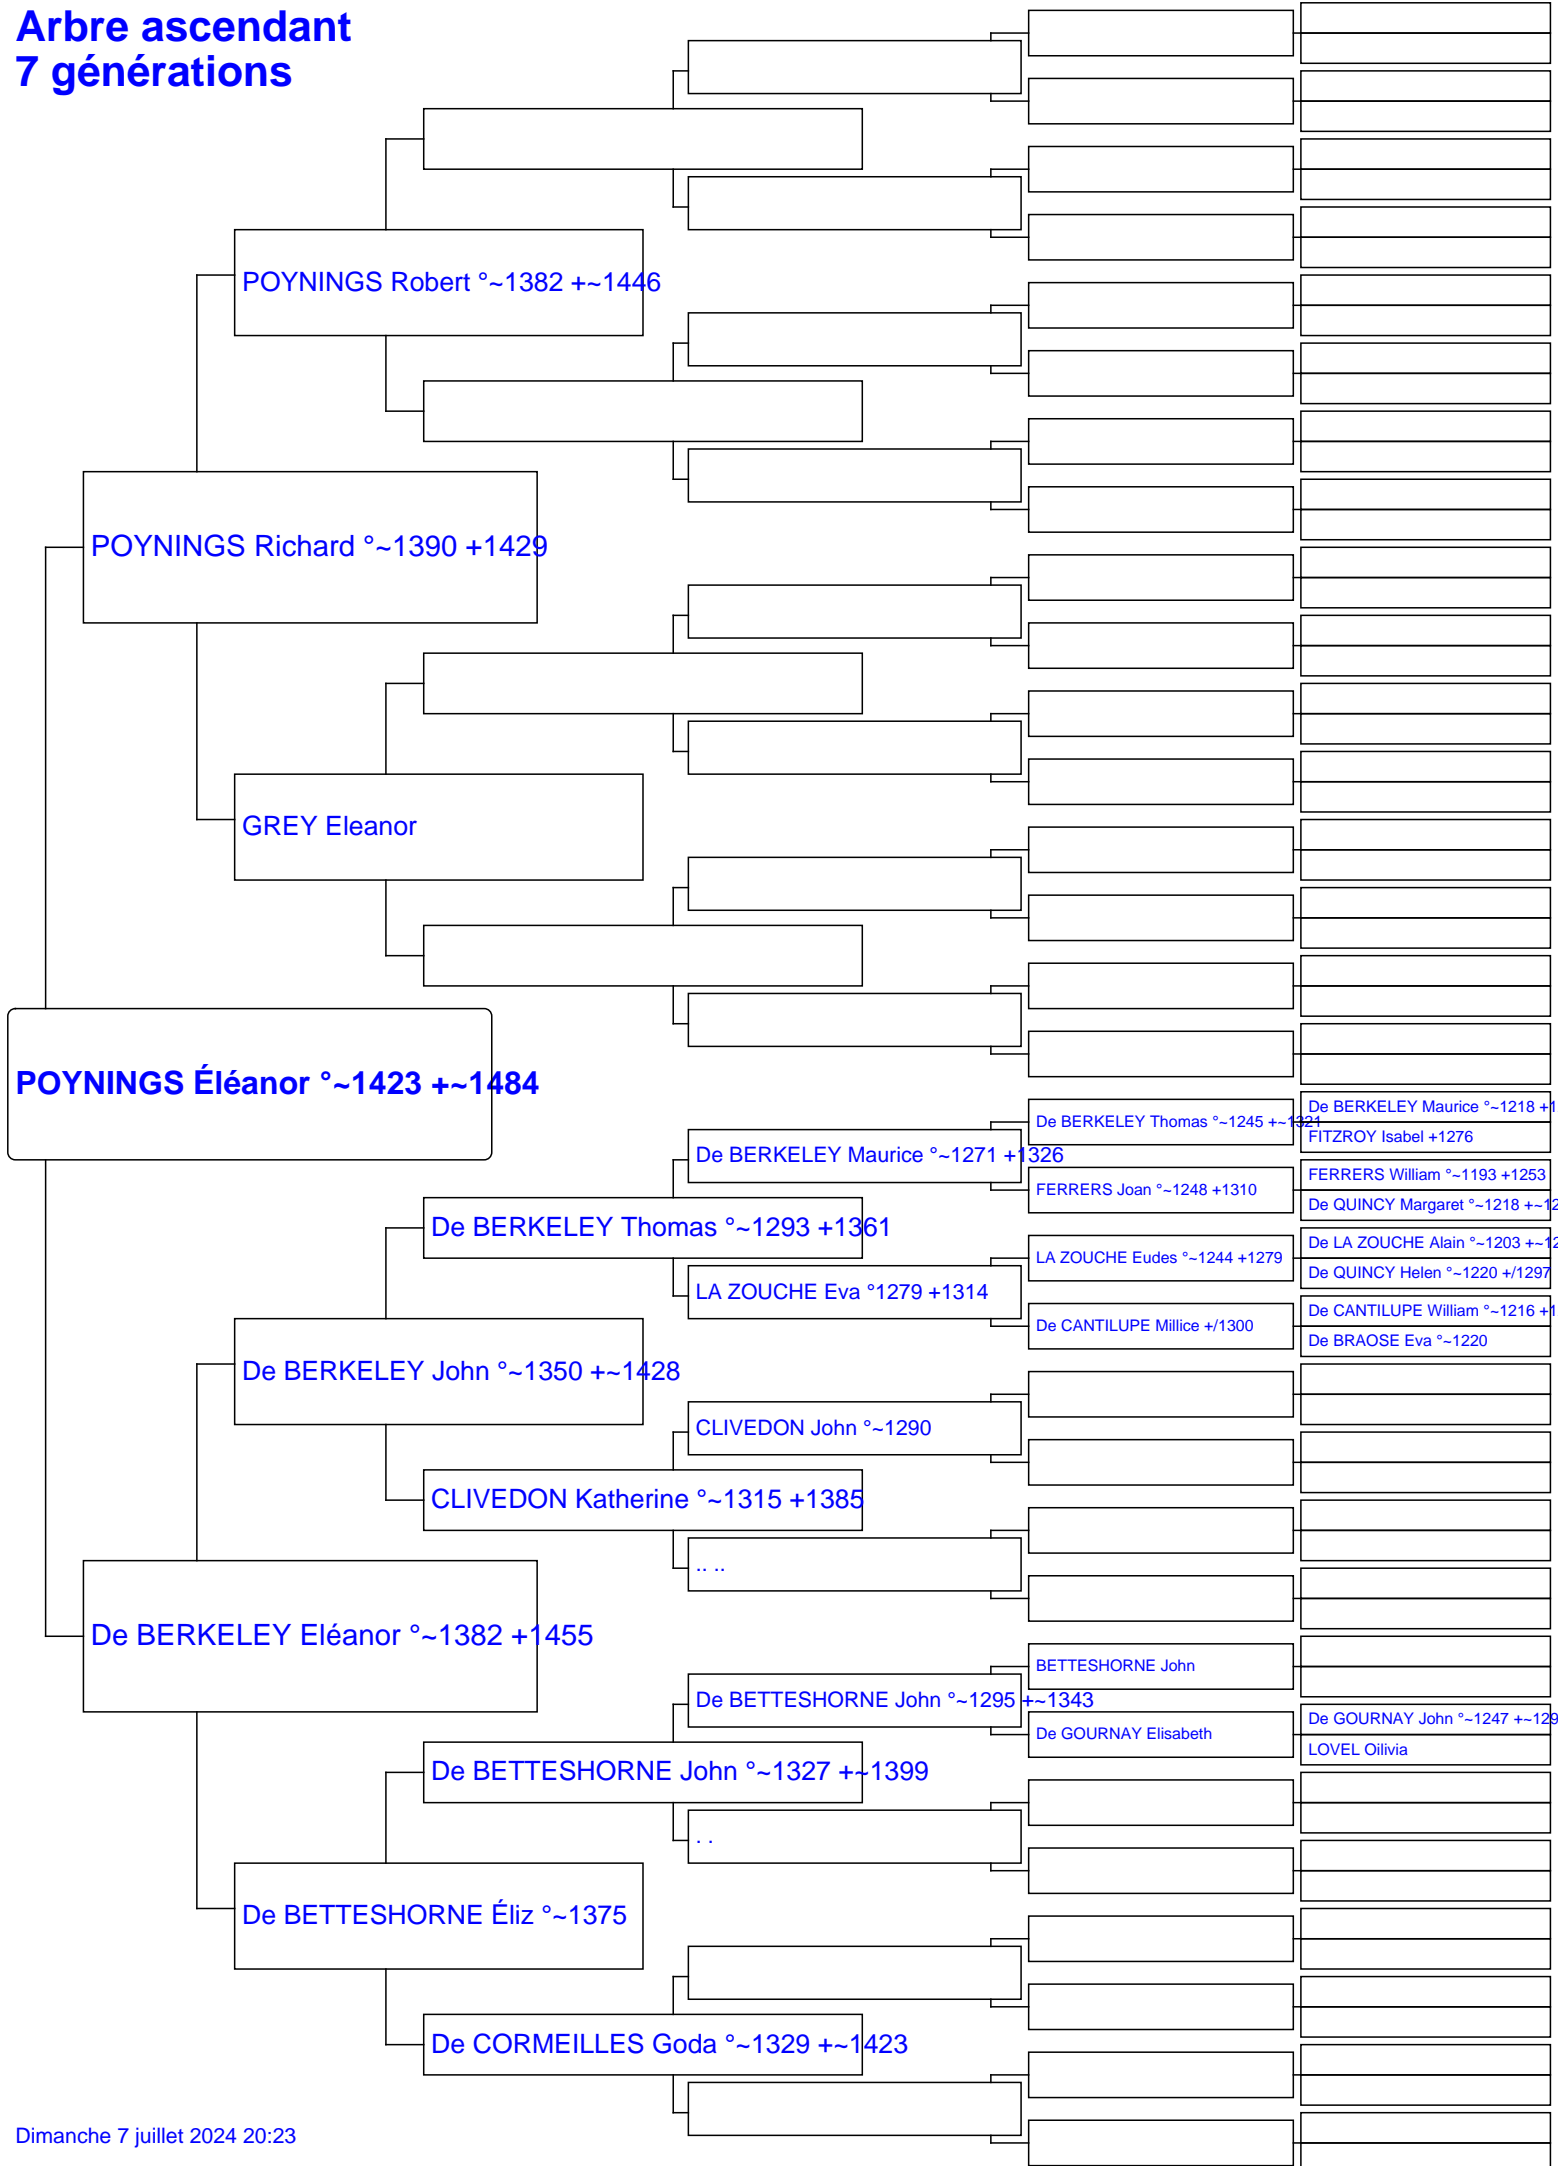 Arbre ascendant
7 générations
POYNINGS Robert °~1382 +~1446
POYNINGS Richard °~1390 +1429
GREY Eleanor
POYNINGS Éléanor °~1423 +~1484
De BERKELEY Maurice °~1218 +1
De BERKELEY Thomas °~1245 +~1321
FITZROY Isabel +1276
De BERKELEY Maurice °~1271 +1326
FERRERS William °~1193 +1253
FERRERS Joan °~1248 +1310
De QUINCY Margaret °~1218 +~12
De BERKELEY Thomas °~1293 +1361
De LA ZOUCHE Alain °~1203 +~12
LA ZOUCHE Eudes °~1244 +1279
De QUINCY Helen °~1220 +/1297
LA ZOUCHE Eva °1279 +1314
De CANTILUPE William °~1216 +1
De CANTILUPE Millice +/1300
De BRAOSE Eva °~1220
De BERKELEY John °~1350 +~1428
CLIVEDON John °~1290
CLIVEDON Katherine °~1315 +1385
.. ..
De BERKELEY Eléanor °~1382 +1455
BETTESHORNE John
De BETTESHORNE John °~1295 +~1343
De GOURNAY John °~1247 +~129
De GOURNAY Elisabeth
LOVEL Oilivia
De BETTESHORNE John °~1327 +~1399
. .
De BETTESHORNE Éliz °~1375
De CORMEILLES Goda °~1329 +~1423
Dimanche 7 juillet 2024 20:23